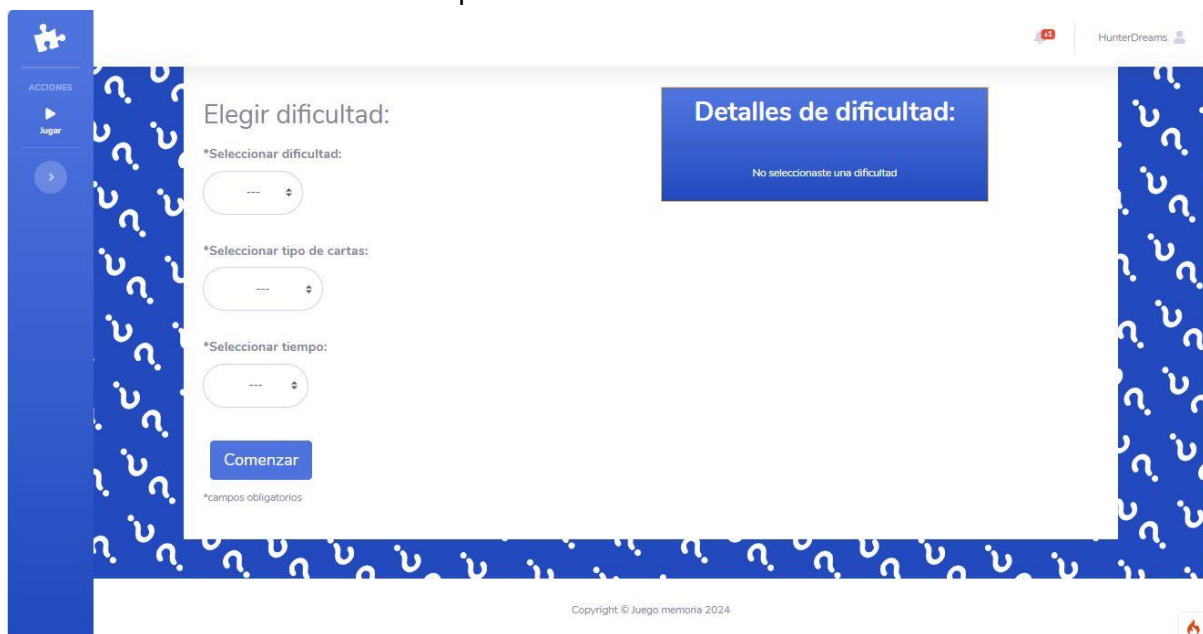 ACCIONES
Jugar
+1
HunterDreams
Elegir dificultad:
*Seleccionar dificultad:
---
*Seleccionar tipo de cartas:
---
*Seleccionar tiempo:
---
Comenzar
*campos obligatorios
Detalles de dificultad:
No seleccionaste una dificultad
Copyright © Juego memoria 2024